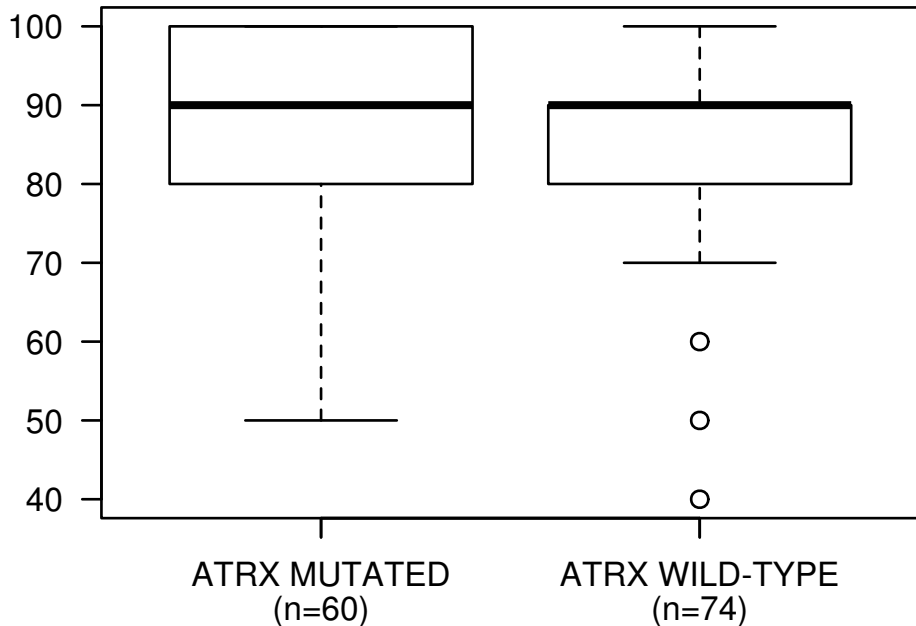 100
90
80
70
60
50
40
ATRX MUTATED
(n=60)
ATRX WILD-TYPE
(n=74)